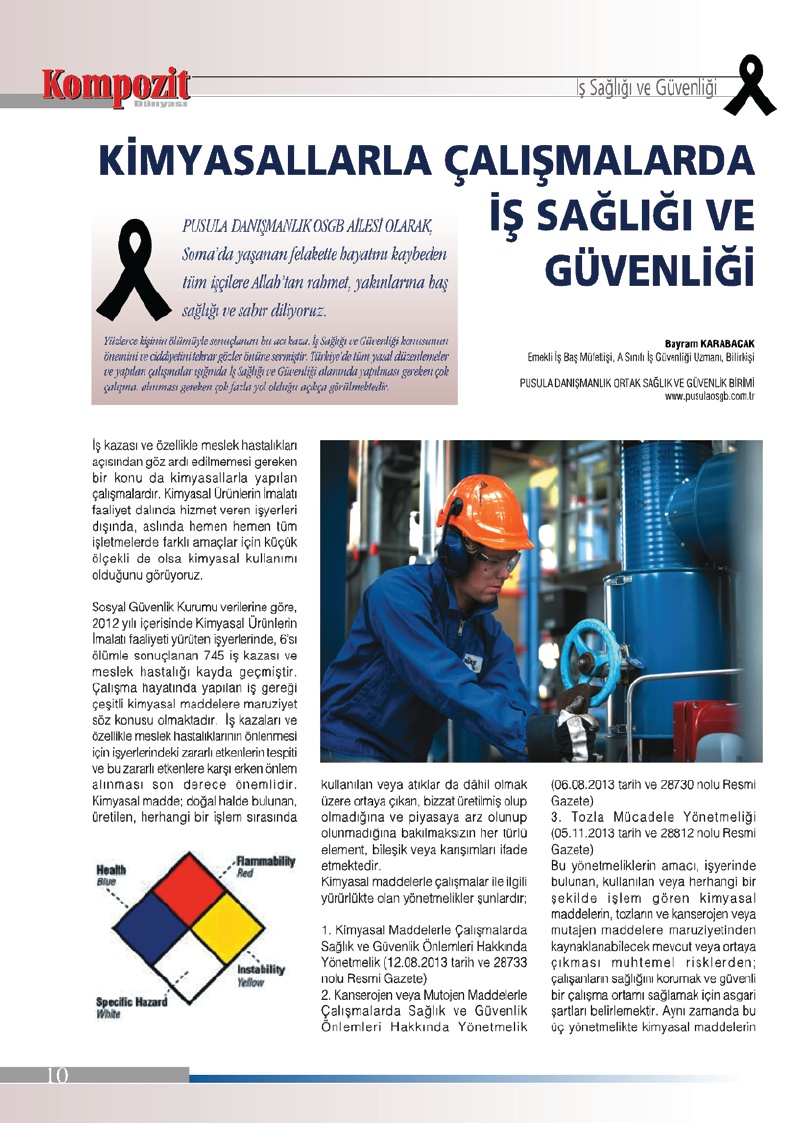 Kompozit
Dünyası
İş Sağlığı ve Güvenliği
KİMYASALLARLA ÇALIŞMALARDA
İŞ SAĞLIĞI VE
GÜVENLİĞİ
PUSULA DANIŞMANLIK OSGB AİLESİ OLARAK,
Soma'da yaşanan felakette hayatını kaybeden
tüm işçilere Allah'tan rahmet, yakınlarına baş
sağlığı ve sabır diliyoruz.
Yüzlerce kişinin ölümüyle sonuçlanan bu acı kaza, İş Sağlığı ve Güvenliği konusunun
önemini ve ciddiyetini tekrar gözler önüne sermiştir. Türkiye'de tüm yasal düzenlemeler
ve yapılan çalışmalar ışığında İş Sağlığı ve Güvenliği alanında yapılması gereken çok
çalışma, alınması gereken çok fazla yol olduğu açıkça görülmektedir.
Bayram KARABACAK
Emekli İş Baş Müfettişi, A Sınıfı İş Güvenliği Uzmanı, Bilirkişi
PUSULA DANIŞMANLIK ORTAK SAĞLIK VE GÜVENLİK BİRİMİ
www.pusulaosgb.com.tr
İş kazası ve özellikle meslek hastalıkları
açısından göz ardı edilmemesi gereken
bir konu da kimyasallarla yapılan
çalışmalardır. Kimyasal Ürünlerin İmalatı
faaliyet dalında hizmet veren işyerleri
dışında, aslında hemen hemen tüm
işletmelerde farklı amaçlar için küçük
ölçekli de olsa kimyasal kullanımı
olduğunu görüyoruz.
Sosyal Güvenlik Kurumu verilerine göre,
2012 yılı içerisinde Kimyasal Ürünlerin
İmalatı faaliyeti yürüten işyerlerinde, 6'sı
ölümle sonuçlanan 745 iş kazası ve
meslek hastalığı kayda geçmiştir.
Çalışma hayatında yapılan iş gereği
çeşitli kimyasal maddelere maruziyet
söz konusu olmaktadır. İş kazaları ve
özellikle meslek hastalıklarının önlenmesi
için işyerlerindeki zararlı etkenlerin tespiti
ve bu zararlı etkenlere karşı erken önlem
alınması son derece önemlidir.
Kimyasal madde; doğal halde bulunan,
üretilen, herhangi bir işlem sırasında
Health
Blue
Flammability
Red
Instability
Yellow
Specific Hazard
White
kullanılan veya atıklar da dâhil olmak
üzere ortaya çıkan, bizzat üretilmiş olup
olmadığına ve piyasaya arz olunup
olunmadığına bakılmaksızın her türlü
element, bileşik veya karışımları ifade
etmektedir.
Kimyasal maddelerle çalışmalar ile ilgili
yürürlükte olan yönetmelikler şunlardır;
1. Kimyasal Maddelerle Çalışmalarda
Sağlık ve Güvenlik Önlemleri Hakkında
Yönetmelik (12.08.2013 tarih ve 28733
nolu Resmi Gazete)
2. Kanserojen veya Mutojen Maddelerle
Çalışmalarda Sağlık ve Güvenlik
Önlemleri Hakkında Yönetmelik
(06.08.2013 tarih ve 28730 nolu Resmi
Gazete)
3. Tozla Mücadele Yönetmeliği
(05.11.2013 tarih ve 28812 nolu Resmi
Gazete)
Bu yönetmeliklerin amacı, işyerinde
bulunan, kullanılan veya herhangi bir
şekilde işlem gören kimyasal
maddelerin, tozların ve kanserojen veya
mutajen maddelere maruziyetinden
kaynaklanabilecek mevcut veya ortaya
çıkması muhtemel risklerden;
çalışanların sağlığını korumak ve güvenli
bir çalışma ortamı sağlamak için asgari
şartları belirlemektir. Aynı zamanda bu
üç yönetmelikte kimyasal maddelerin
10